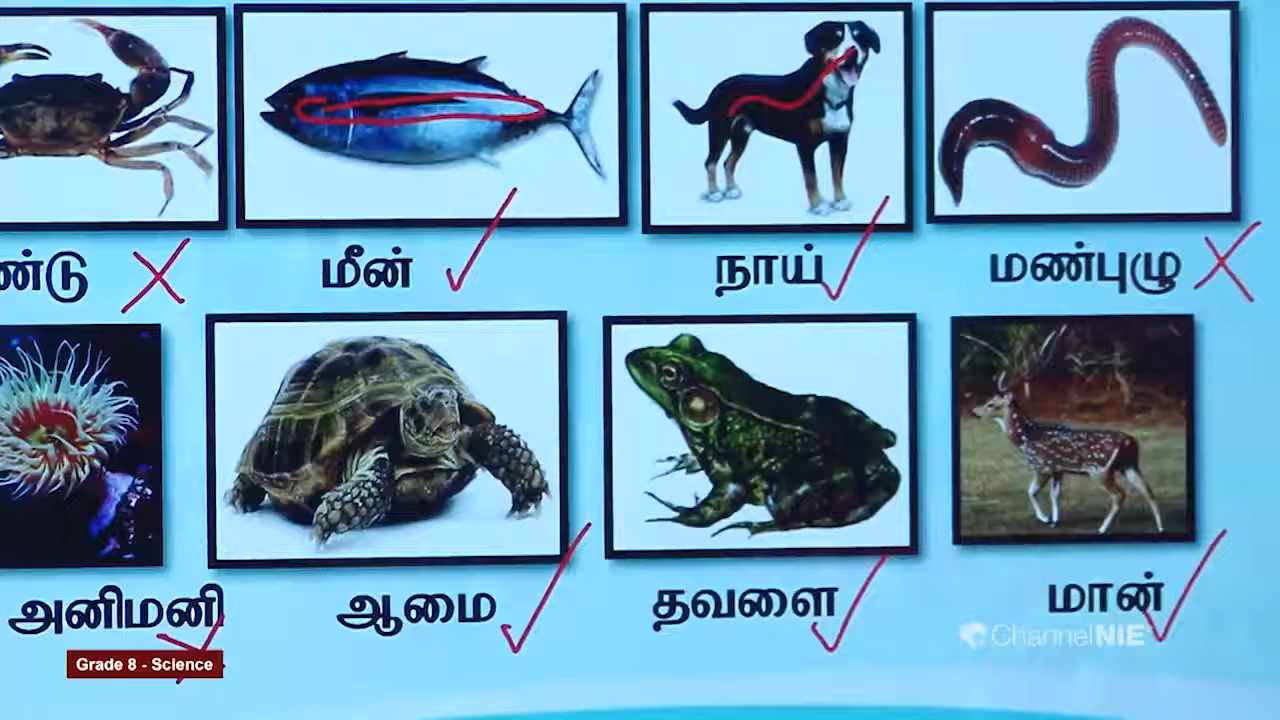 ண்டு
மீன்
நாய்
மண்புழு
அனிமனி
ஆமை
தவளை
மான்
ChannelNIE
Grade 8 - Science